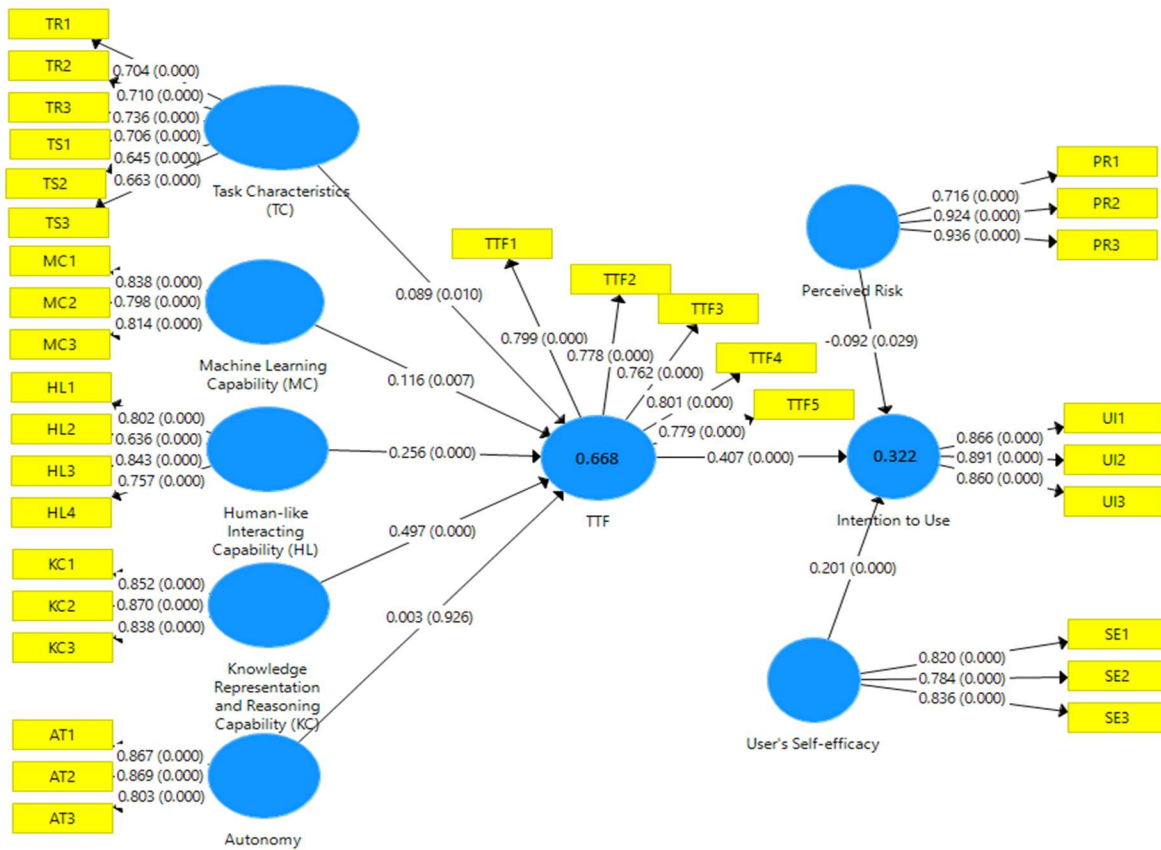 TR1
TR2
TR3
TS1
TS2
TS3
0.704 (0.000)
0.710 (0.000)
0.736 (0.000)
0.706 (0.000)
0.645 (0.000)
0.663 (0.000)
Task Characteristics
(TC)
MC1
MC2
MC3
0.838 (0.000)
0.798 (0.000)
0.814 (0.000)
Machine Learning
Capability (MC)
HL1
HL2
HL3
HL4
0.802 (0.000)
0.636 (0.000)
0.843 (0.000)
0.757 (0.000)
Human-like
Interacting
Capability (HL)
KC1
KC2
KC3
0.852 (0.000)
0.870 (0.000)
0.838 (0.000)
Knowledge
Representation
and Reasoning
Capability (KC)
AT1
AT2
AT3
0.867 (0.000)
0.869 (0.000)
0.803 (0.000)
Autonomy
0.089 (0.010)
0.116 (0.007)
0.256 (0.000)
0.497 (0.000)
0.003 (0.926)
TTF1
TTF2
TTF3
TTF4
TTF5
0.799 (0.000)
0.778 (0.000)
0.762 (0.000)
0.801 (0.000)
0.779 (0.000)
0.668
TTF
0.407 (0.000)
Perceived Risk
0.716 (0.000)
0.924 (0.000)
0.936 (0.000)
PR1
PR2
PR3
-0.092 (0.029)
0.322
Intention to Use
0.866 (0.000)
0.891 (0.000)
0.860 (0.000)
UI1
UI2
UI3
0.201 (0.000)
User's Self-efficacy
0.820 (0.000)
0.784 (0.000)
0.836 (0.000)
SE1
SE2
SE3